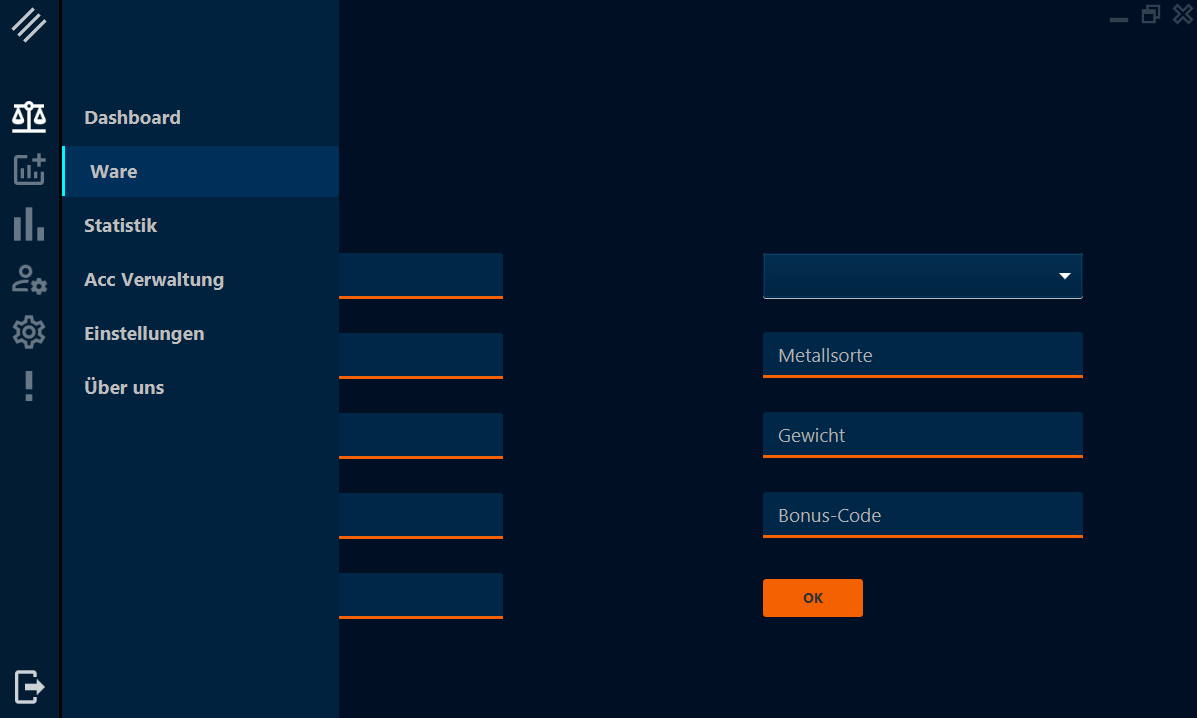 Dashboard
Ware
Statistik
Acc Verwaltung
Einstellungen
Über uns
Metallsorte
Gewicht
Bonus-Code
OK